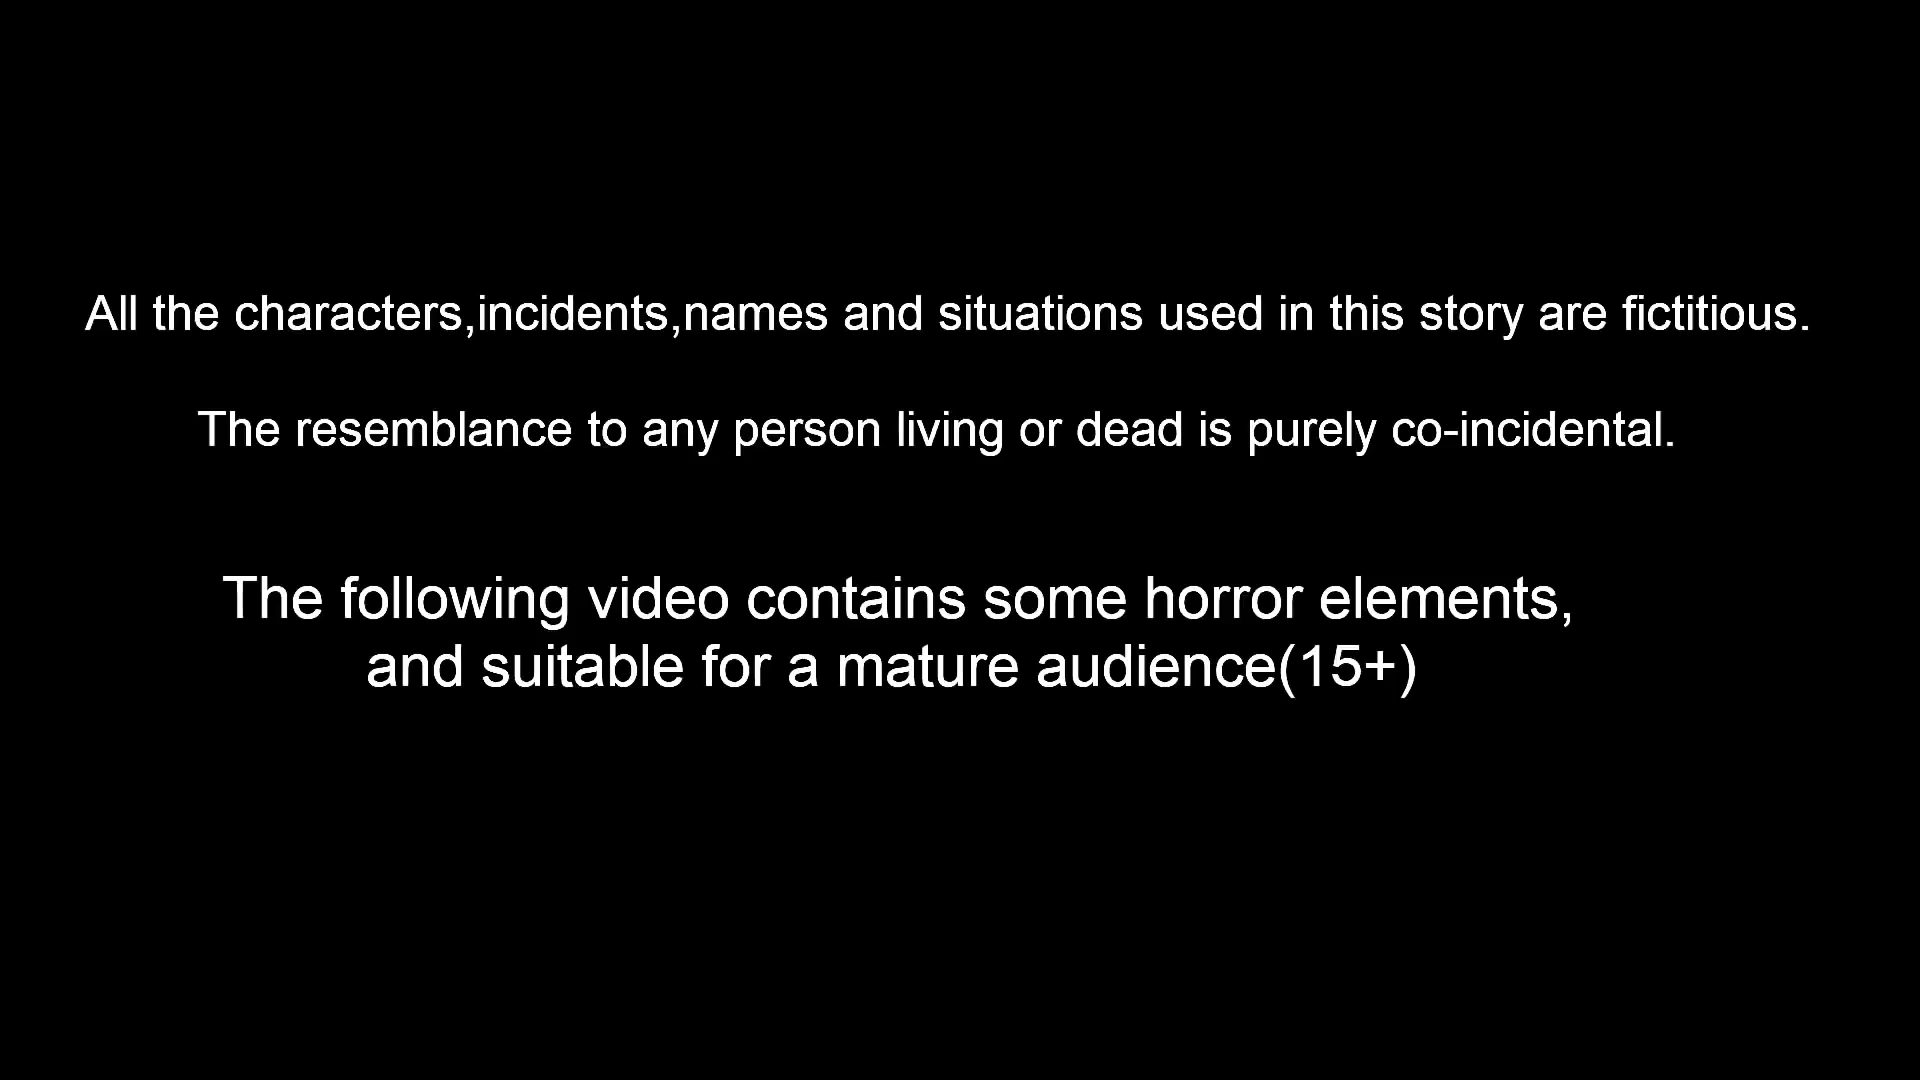 All the characters,incidents,names and situations used in this story are fictitious.
The resemblance to any person living or dead is purely co-incidental.
The following video contains some horror elements,
and suitable for a mature audience(15+)